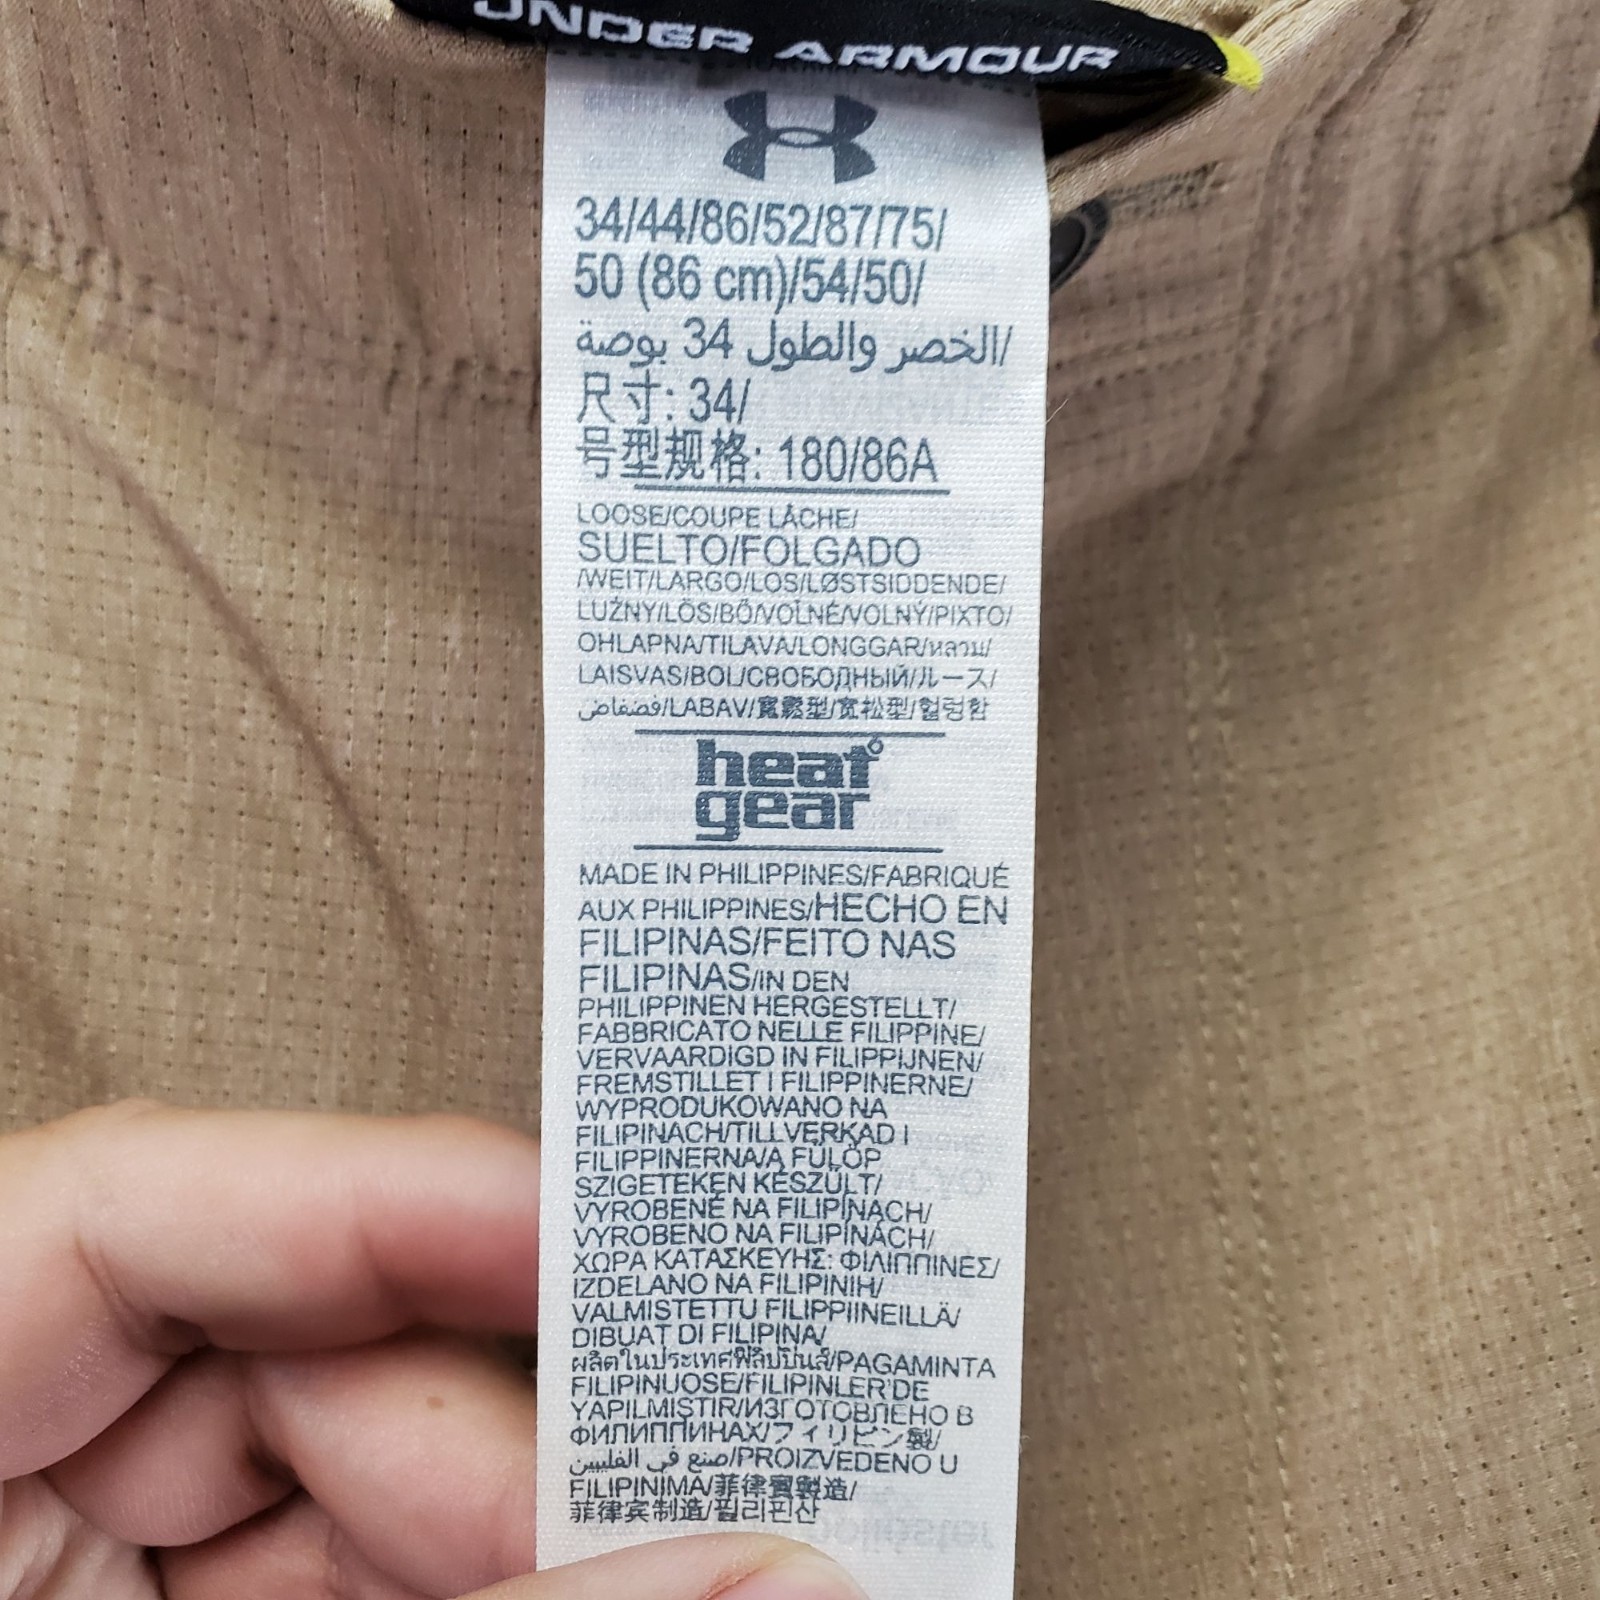 UNDER ARMOUR
34/44/86/52/87/75/
50 (86 cm)/54/50/
الخصر والطول 34 بوصة/
尺寸: 34/
号型规格: 180/86A
LOOSE/COUPE LÂCHE/
SUELTO/FOLGADO
/WEIT/LARGO/LOS/LØSTSIDDENDE/
LUŹNY/LÖS/BŐ/VOLNÉ/VOLNÝ/ΡΙΧΤΟ/
OHLAPNA/TILAVA/LONGGAR/หลวม/
LAISVAS/BOL/СВОБОДНЫЙ/ルース/
فضفاض/LABAV/寬鬆型/宽松型/헐렁함
heat
gear
MADE IN PHILIPPINES/FABRIQUÉ
AUX PHILIPPINES/HECHO EN
FILIPINAS/FEITO NAS
FILIPINAS/IN DEN
PHILIPPINEN HERGESTELLT/
FABBRICATO NELLE FILIPPINE/
VERVAARDIGD IN FILIPPIJNEN/
FREMSTILLET I FILIPPINERNE/
WYPRODUKOWANO NA
FILIPINACH/TILLVERKAD I
FILIPPINERNA/A FÜLÖP
SZIGETEKEN KÉSZÜLT/
VYROBENÉ NA FILIPÍNACH/
VYROBENO NA FILIPÍNÁCH/
ΧΩΡΑ ΚΑΤΑΣΚΕΥΗΣ: ΦΙΛΙΠΠΙΝΕΣ/
IZDELANO NA FILIPINIH/
VALMISTETTU FILIPPIINEILLÄ/
DIBUAT DI FILIPINA/
ผลิตในประเทศฟิลิปปินส์/PAGAMINTA
FILIPINUOSE/FILIPINLER'DE
YAPILMIŞTIR/ИЗГОТОВЛЕНО В
ФИЛИППИНАХ/フィリピン製/
صنع في الفلبين/PROIZVEDENO U
FILIPINIMA/菲律賓製造/
菲律宾制造/필리핀산